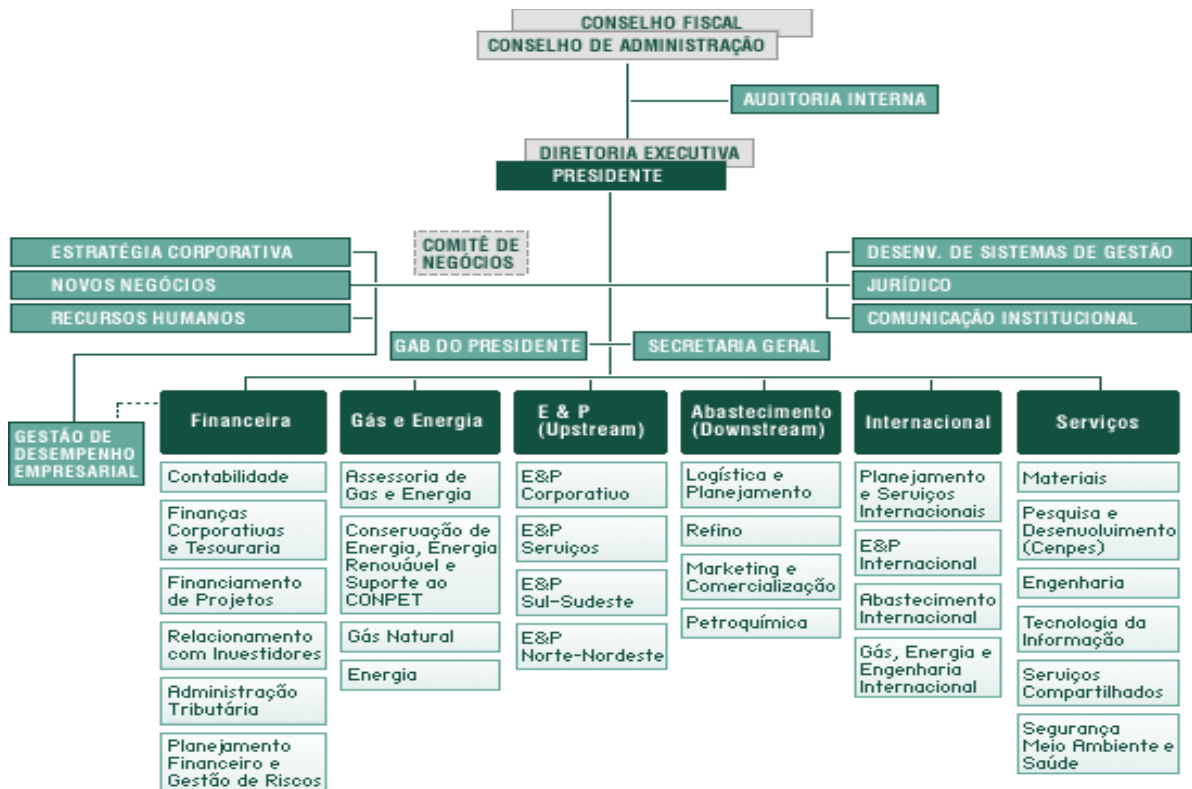 CONSELHO FISCAL
CONSELHO DE ADMINISTRAÇÃO
AUDITORIA INTERNA
DIRETORIA EXECUTIVA
PRESIDENTE
ESTRATÉGIA CORPORATIVA
NOVOS NEGÓCIOS
RECURSOS HUMANOS
COMITÊ DE
NEGÓCIOS
DESENV. DE SISTEMAS DE GESTÃO
JURÍDICO
COMUNICAÇÃO INSTITUCIONAL
GAB DO PRESIDENTE
SECRETARIA GERAL
GESTÃO DE
DESEMPENHO
EMPRESARIAL
Financeira
Contabilidade
Finanças
Corporativas
e Tesouraria
Financiamento
de Projetos
Relacionamento
com Investidores
Administração
Tributária
Planejamento
Financeiro e
Gestão de Riscos
Gás e Energia
Assessoria de
Gas e Energia
Conservação de
Energia, Energia
Renouável e
Suporte ao
CONPET
Gás Natural
Energia
E & P
(Upstream)
E&P
Corporativo
E&P
Serviços
E&P
Sul-Sudeste
E&P
Norte-Nordeste
Abastecimento
(Downstream)
Logística e
Planejamento
Refino
Marketing e
Comercialização
Petroquímica
Internacional
Planejamento
e Serviços
Internacionais
E&P
Internacional
Abastecimento
Internacional
Gás, Energia e
Engenharia
Internacional
Serviços
Materiais
Pesquisa e
Desenuoluimento
(Cenpes)
Engenharia
Tecnologia da
Informação
Serviços
Compartilhados
Segurança
Meio Ambiente e
Saúde